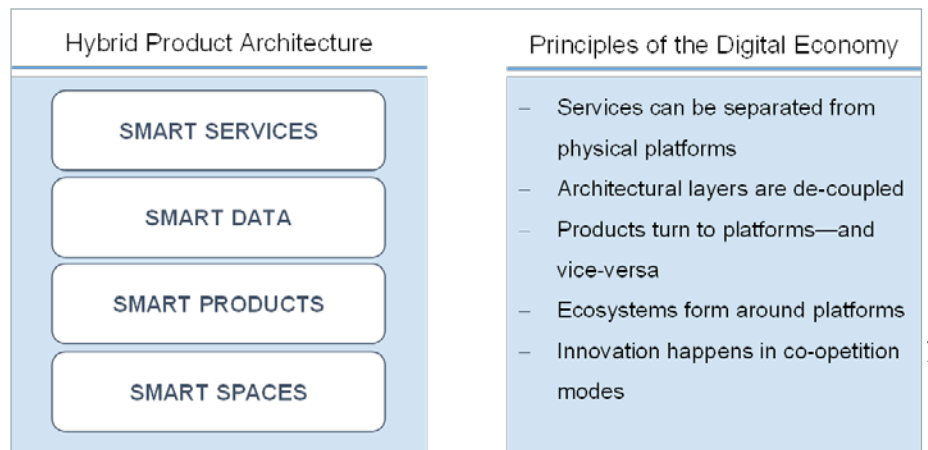 Hybrid Product Architecture
SMART SERVICES
SMART DATA
SMART PRODUCTS
SMART SPACES
Principles of the Digital Economy
– Services can be separated from
physical platforms
– Architectural layers are de-coupled
– Products turn to platforms—and
vice-versa
– Ecosystems form around platforms
– Innovation happens in co-opetition
modes